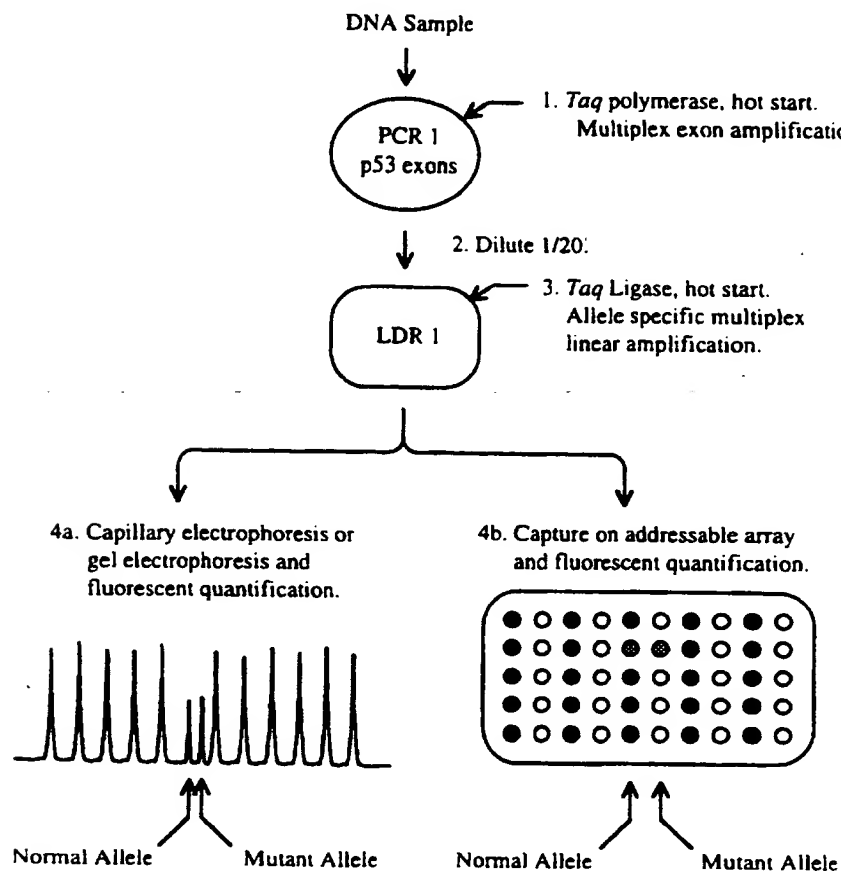 DNA Sample
1. Taq polymerase, hot start.
Multiplex exon
PCR 1
p53 exons
2. Dilute 1/20
3. Taq Ligase, hot start.
Allele specific multiplex
linear amplification.
LDR 1
4a. Capillary electrophoresis or
gel electrophoresis and
fluorescent quantification.
4b. Capture on addressable array
and fluorescent quantification.
Normal Allele
Mutant Allele
Normal Allele
Mutant Allele